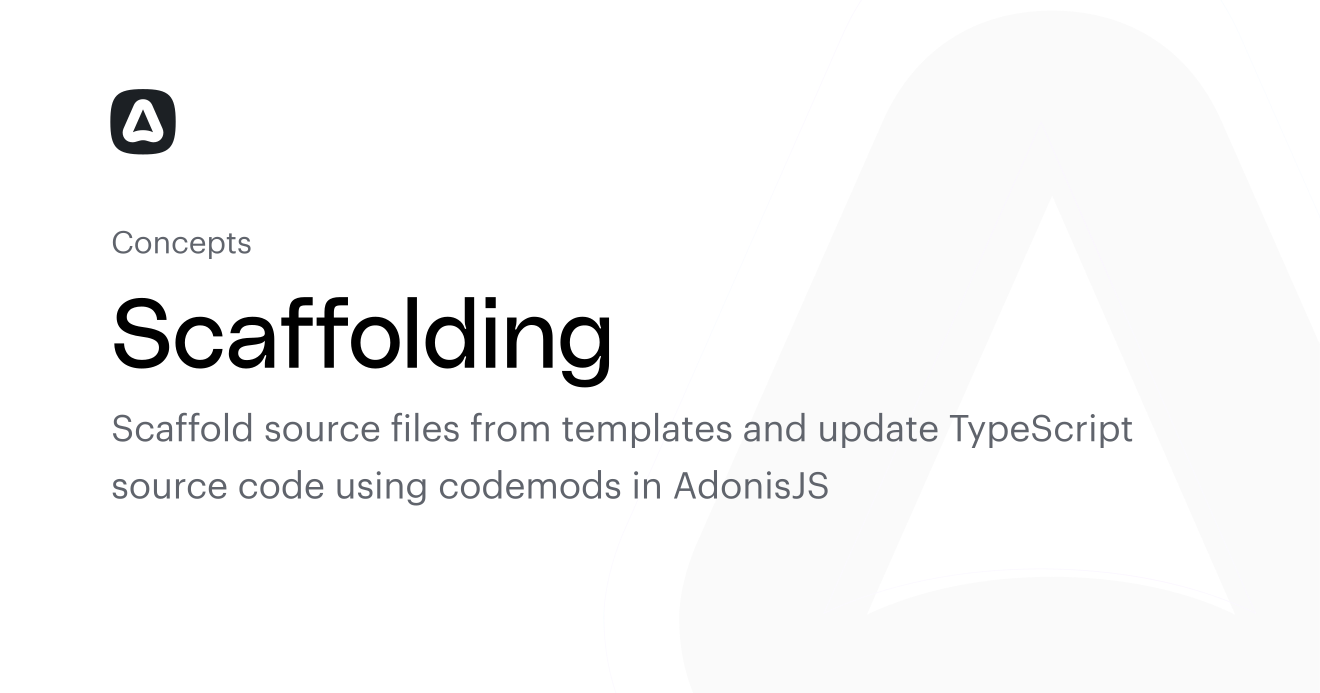 Concepts
Scaffolding
Scaffold source files from templates and update TypeScript
source code using codemods in AdonisJS